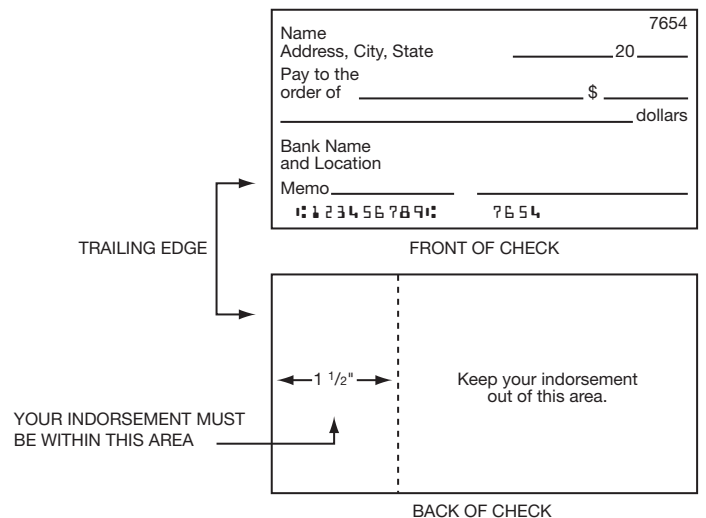 7654
Name
Address, City, State 20
Pay to the
order of $
dollars
Bank Name
and Location
Memo
⑆123456789⑆ 7654
TRAILING EDGE
FRONT OF CHECK
1 1/2"
Keep your indorsement
out of this area.
YOUR INDORSEMENT MUST
BE WITHIN THIS AREA
BACK OF CHECK